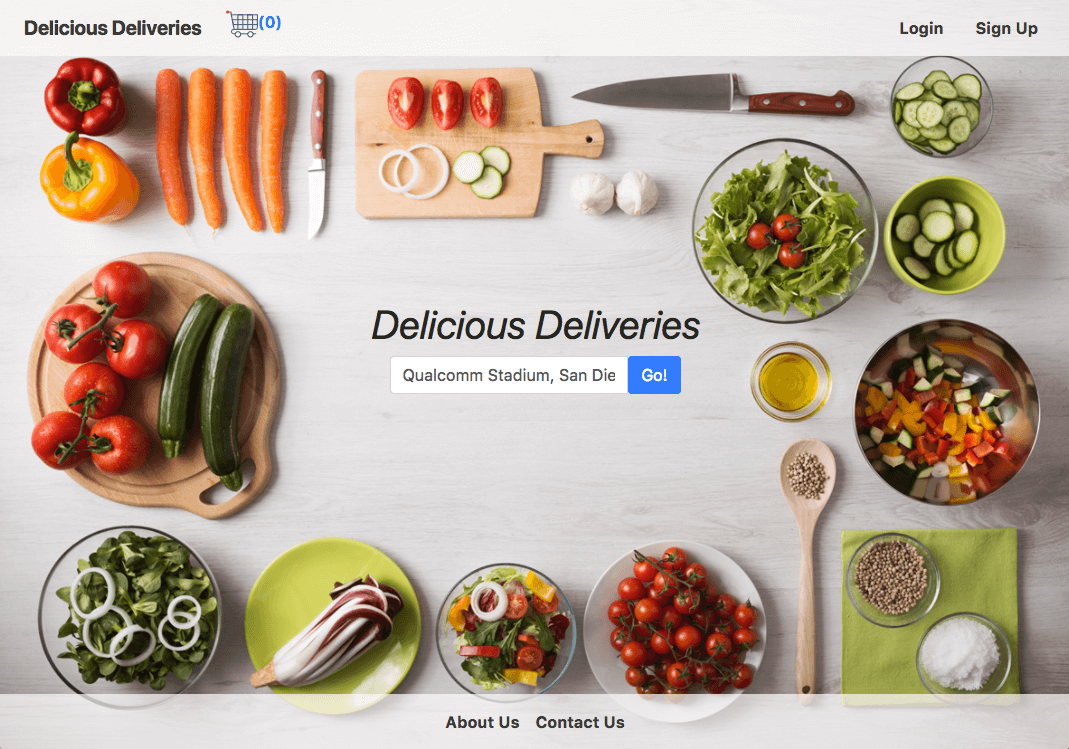 Delicious Deliveries (0) Login Sign Up
Delicious Deliveries
Qualcomm Stadium, San Die Go!
About Us Contact Us